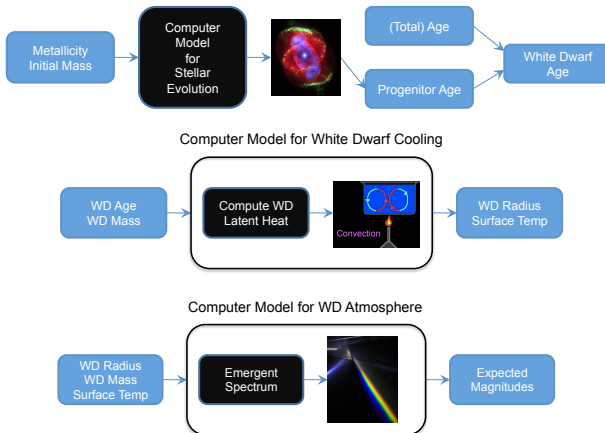 Metallicity
Initial Mass
Computer
Model
for
Stellar
Evolution
(Total) Age
Progenitor Age
White Dwarf
Age
Computer Model for White Dwarf Cooling
WD Age
WD Mass
Compute WD
Latent Heat
Convection
WD Radius
Surface Temp
Computer Model for WD Atmosphere
WD Radius
WD Mass
Surface Temp
Emergent
Spectrum
Expected
Magnitudes